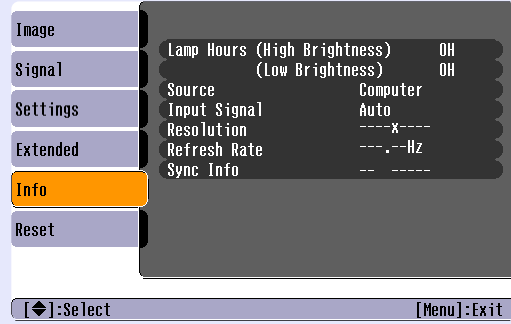 Image
Signal
Settings
Extended
Info
Reset
Lamp Hours (High Brightness) 0H
(Low Brightness) 0H
Source Computer
Input Signal Auto
Resolution ----x----
Refresh Rate ---.--Hz
Sync Info -- -----
[◆]:Select [Menu]:Exit